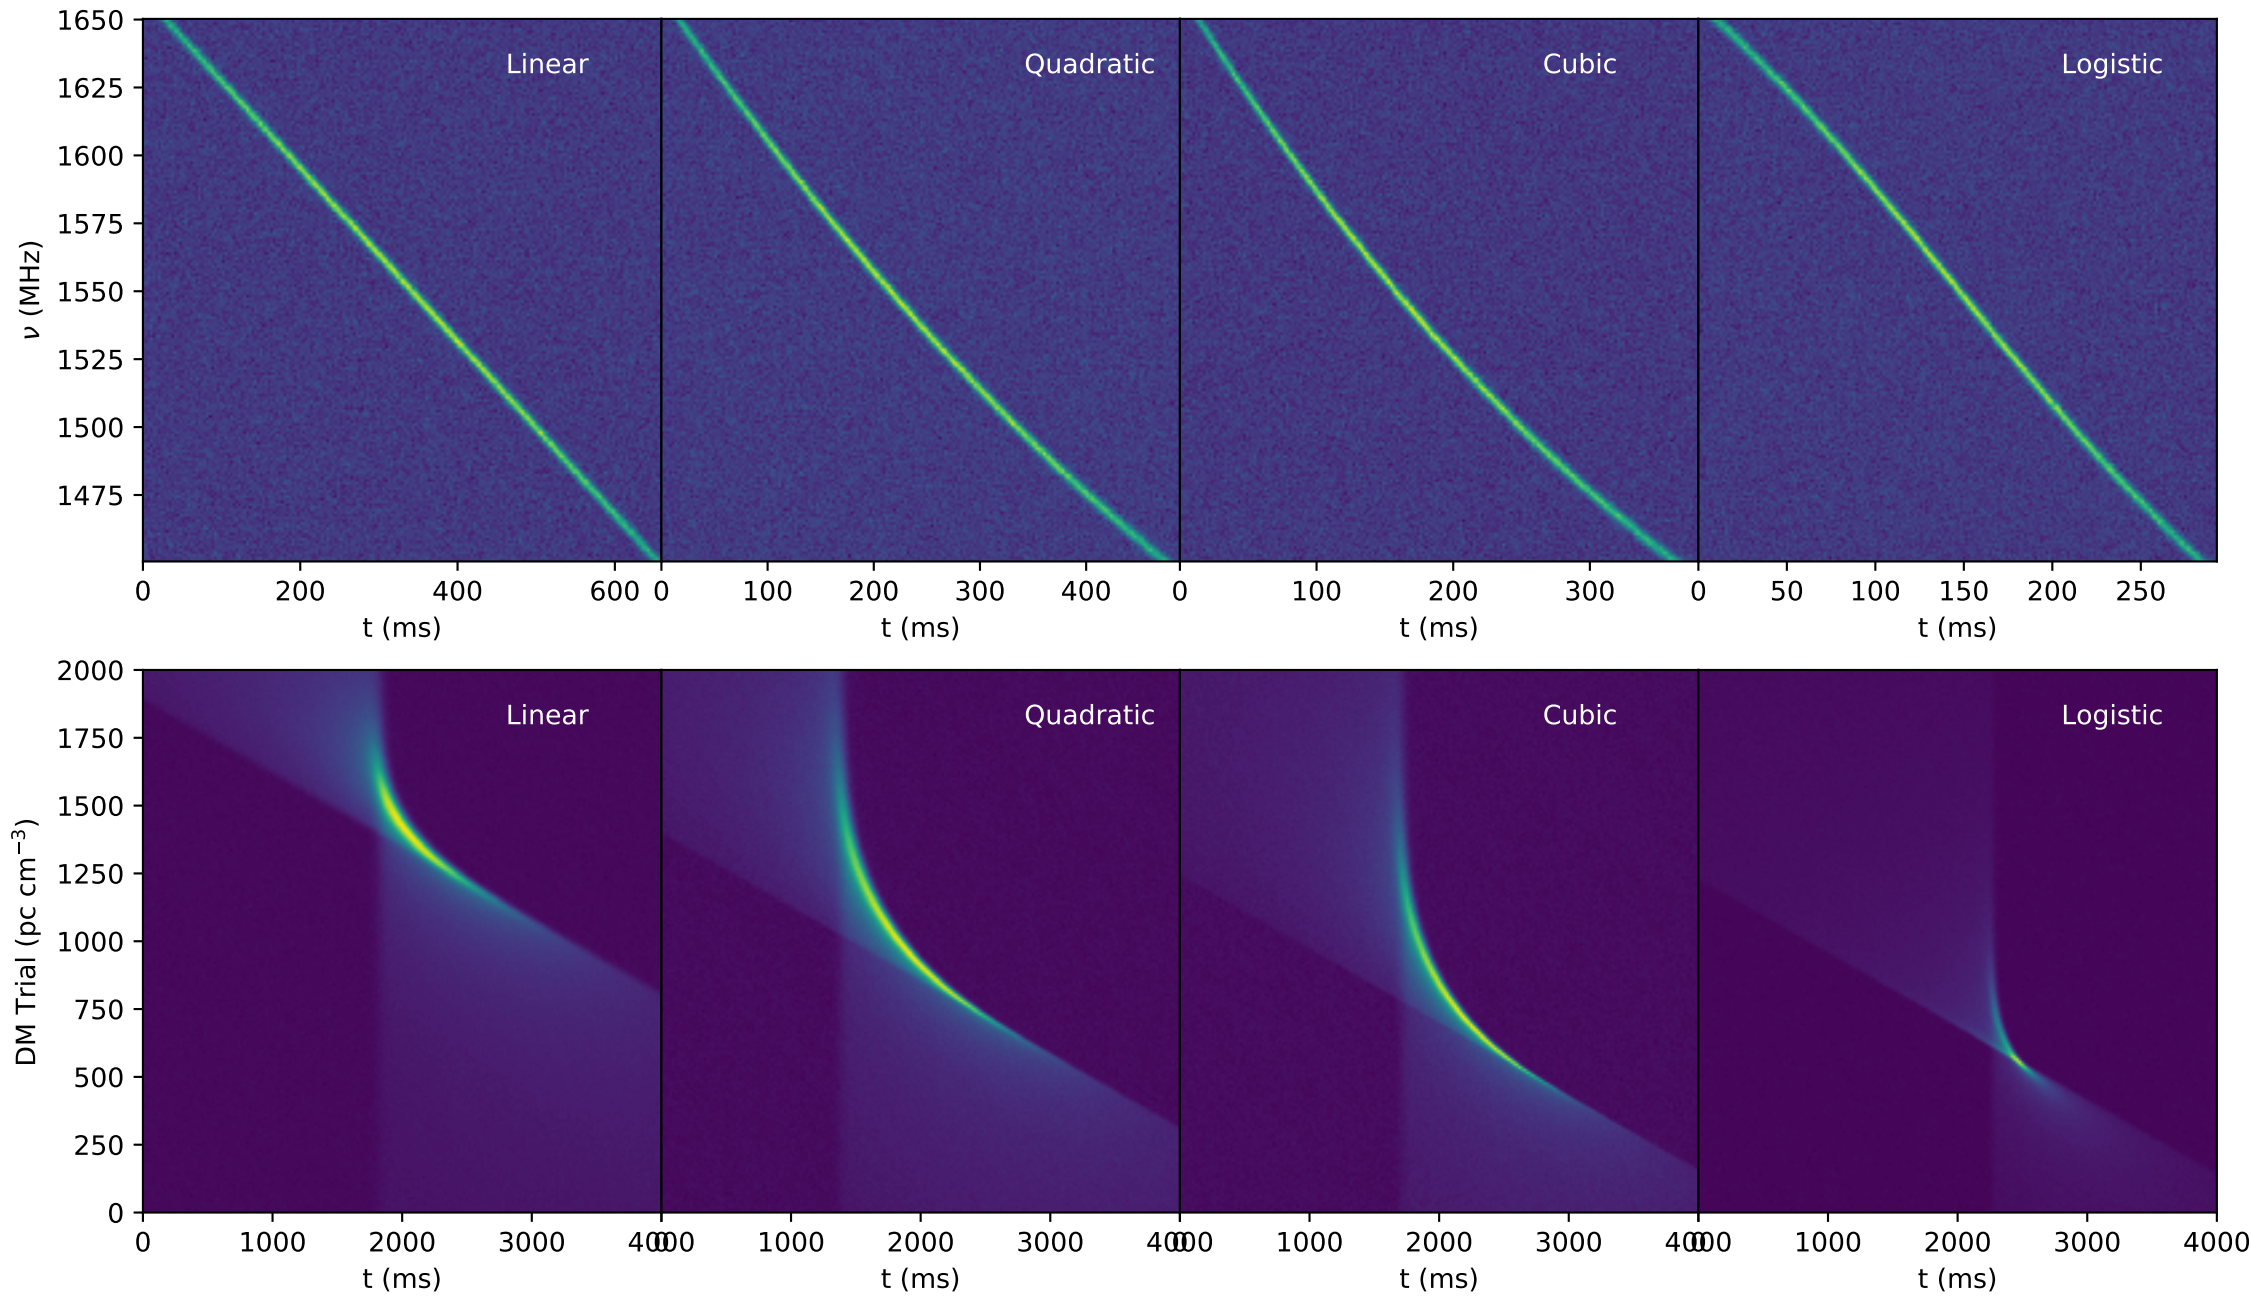 1650
1625
1600
1575
1550
1525
1500
1475
ν (MHz)
Linear
Quadratic
Cubic
Logistic
0 200 400 600
0 100 200 300 400
0 100 200 300
0 50 100 150 200 250
t (ms)
t (ms)
t (ms)
t (ms)
2000
1750
1500
1250
1000
750
500
250
0
DM Trial (pc cm⁻³)
Linear
Quadratic
Cubic
Logistic
0 1000 2000 3000 4000
0 1000 2000 3000 4000
0 1000 2000 3000 4000
0 1000 2000 3000 4000
t (ms)
t (ms)
t (ms)
t (ms)